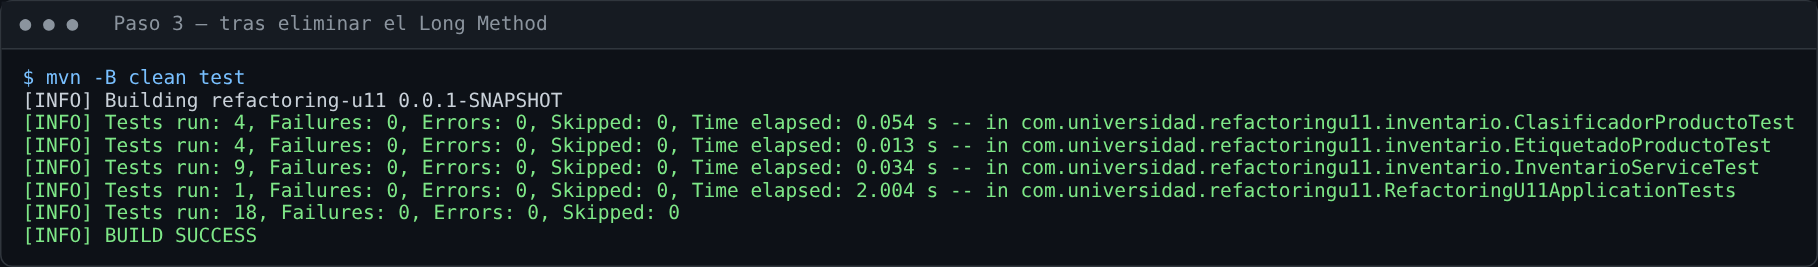 Paso 3 — tras eliminar el Long Method
$ mvn -B clean test
[INFO] Building refactoring-u11 0.0.1-SNAPSHOT
[INFO] Tests run: 4, Failures: 0, Errors: 0, Skipped: 0, Time elapsed: 0.054 s -- in com.universidad.refactoringu11.inventario.ClasificadorProductoTest
[INFO] Tests run: 4, Failures: 0, Errors: 0, Skipped: 0, Time elapsed: 0.013 s -- in com.universidad.refactoringu11.inventario.EtiquetadoProductoTest
[INFO] Tests run: 9, Failures: 0, Errors: 0, Skipped: 0, Time elapsed: 0.034 s -- in com.universidad.refactoringu11.inventario.InventarioServiceTest
[INFO] Tests run: 1, Failures: 0, Errors: 0, Skipped: 0, Time elapsed: 2.004 s -- in com.universidad.refactoringu11.RefactoringU11ApplicationTests
[INFO] Tests run: 18, Failures: 0, Errors: 0, Skipped: 0
[INFO] BUILD SUCCESS